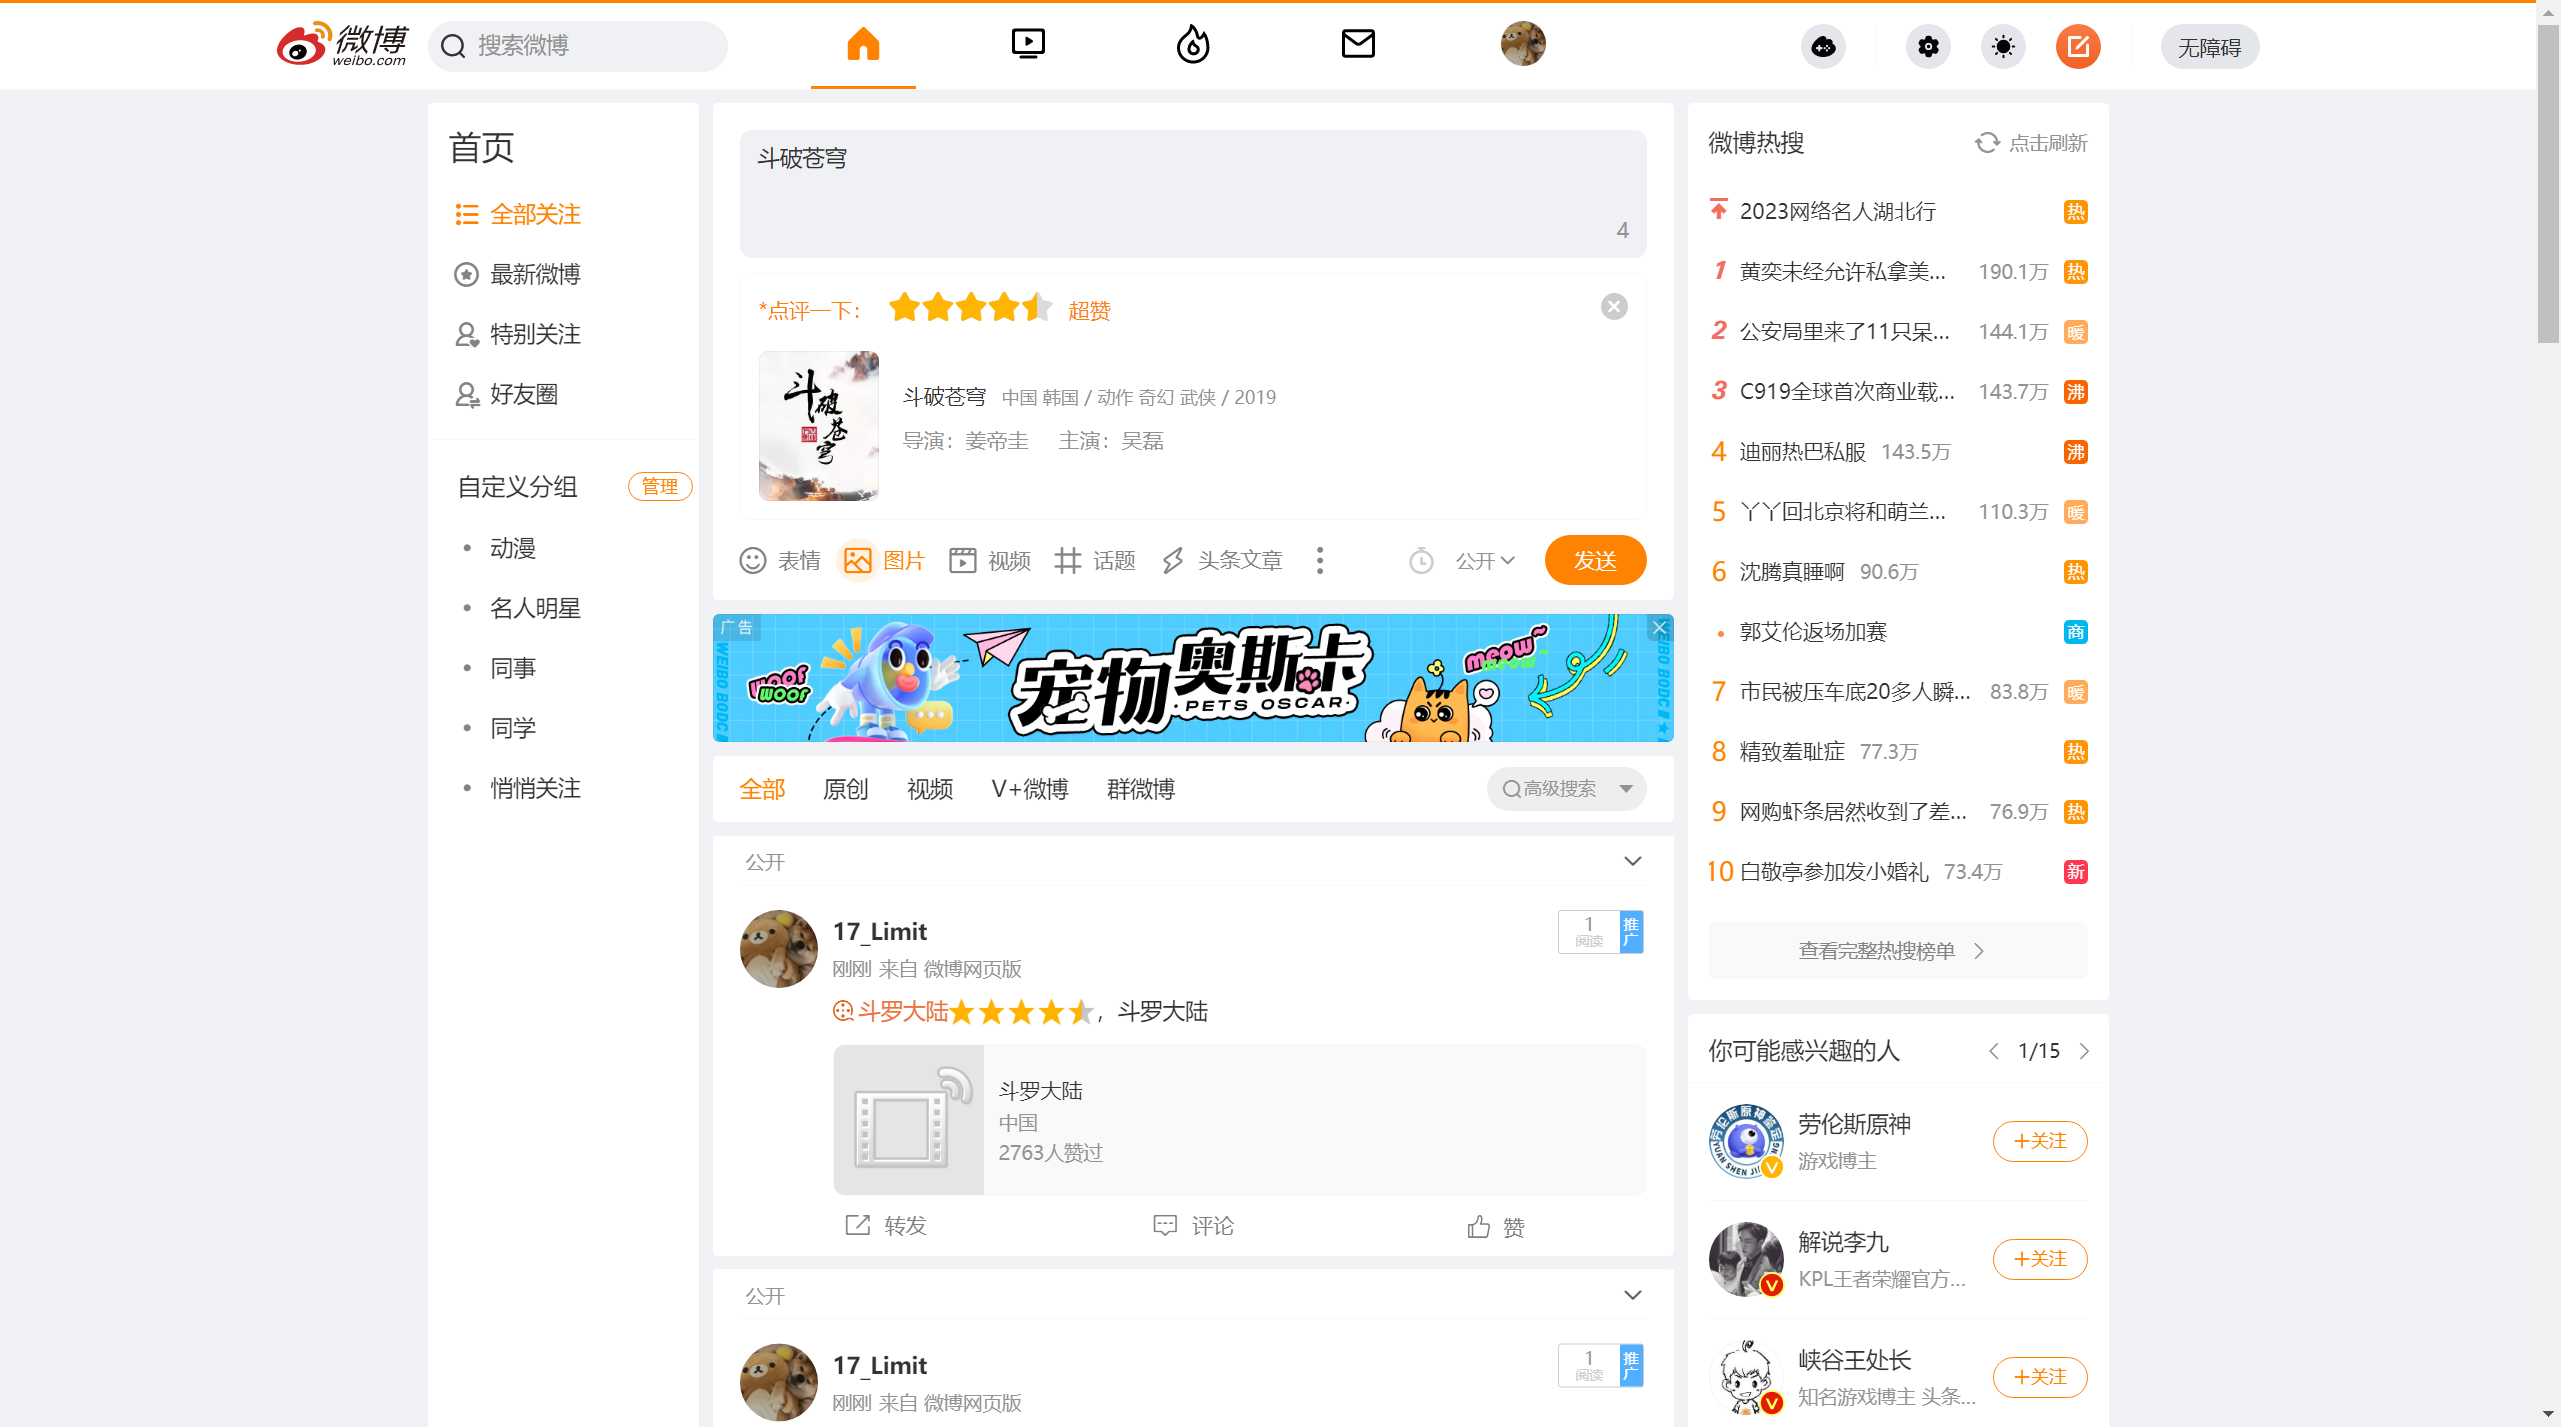 微博
weibo.com
搜索微博
无障碍
首页
全部关注
最新微博
特别关注
好友圈
自定义分组
管理
动漫
名人明星
同事
同学
悄悄关注
斗破苍穹
4
*点评一下：
超赞
斗破苍穹
斗破苍穹 中国 韩国 / 动作 奇幻 武侠 / 2019
导演：姜帝圭 主演：吴磊
表情
图片
视频
话题
头条文章
公开
发送
广告
WEIBO BODC
woof
woof
宠物奥斯卡
·PETS OSCAR·
meow~
meow~
全部
原创
视频
V+微博
群微博
高级搜索
公开
17_Limit
刚刚 来自 微博网页版
1
阅读
推广
斗罗大陆，斗罗大陆
斗罗大陆
中国
2763人赞过
转发
评论
赞
公开
17_Limit
刚刚 来自 微博网页版
1
阅读
推广
微博热搜
点击刷新
2023网络名人湖北行 热
1 黄奕未经允许私拿美... 190.1万 热
2 公安局里来了11只呆... 144.1万 暖
3 C919全球首次商业载... 143.7万 沸
4 迪丽热巴私服 143.5万 沸
5 丫丫回北京将和萌兰... 110.3万 暖
6 沈腾真睡啊 90.6万 热
• 郭艾伦返场加赛 商
7 市民被压车底20多人瞬... 83.8万 暖
8 精致羞耻症 77.3万 热
9 网购虾条居然收到了差... 76.9万 热
10 白敬亭参加发小婚礼 73.4万 新
查看完整热搜榜单
你可能感兴趣的人
1/15
劳伦斯原神
游戏博主
+关注
解说李九
KPL王者荣耀官方...
+关注
峡谷王处长
知名游戏博主 头条...
+关注